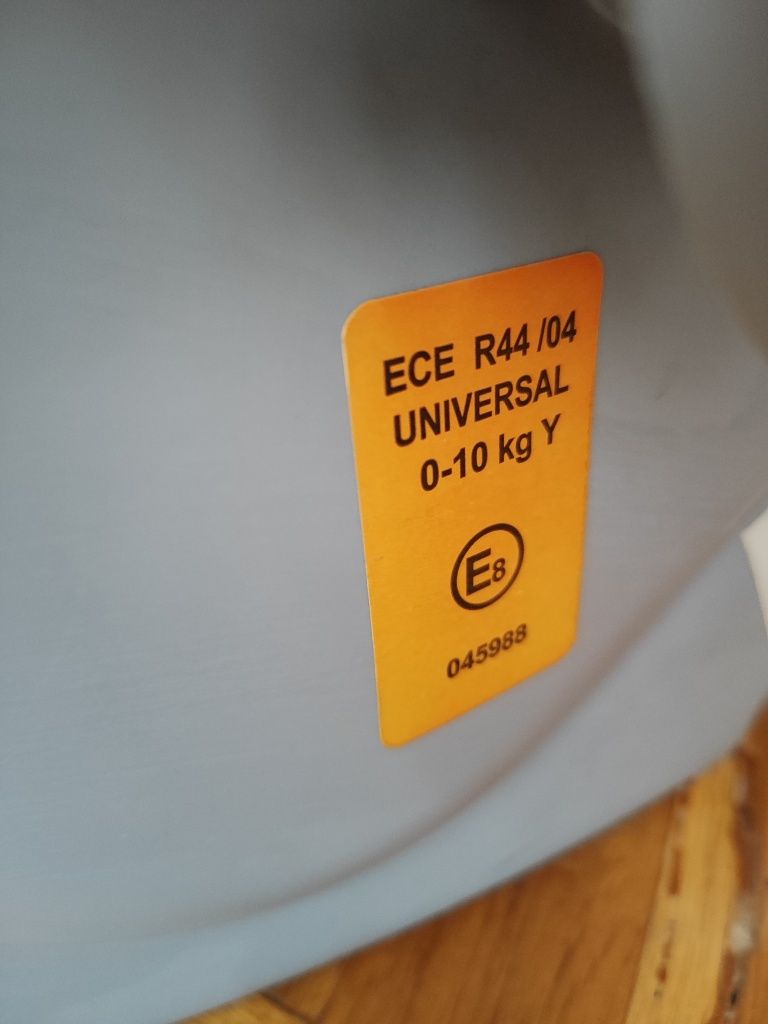 ECE R44 /04
UNIVERSAL
0-10 kg Y
E8
045988